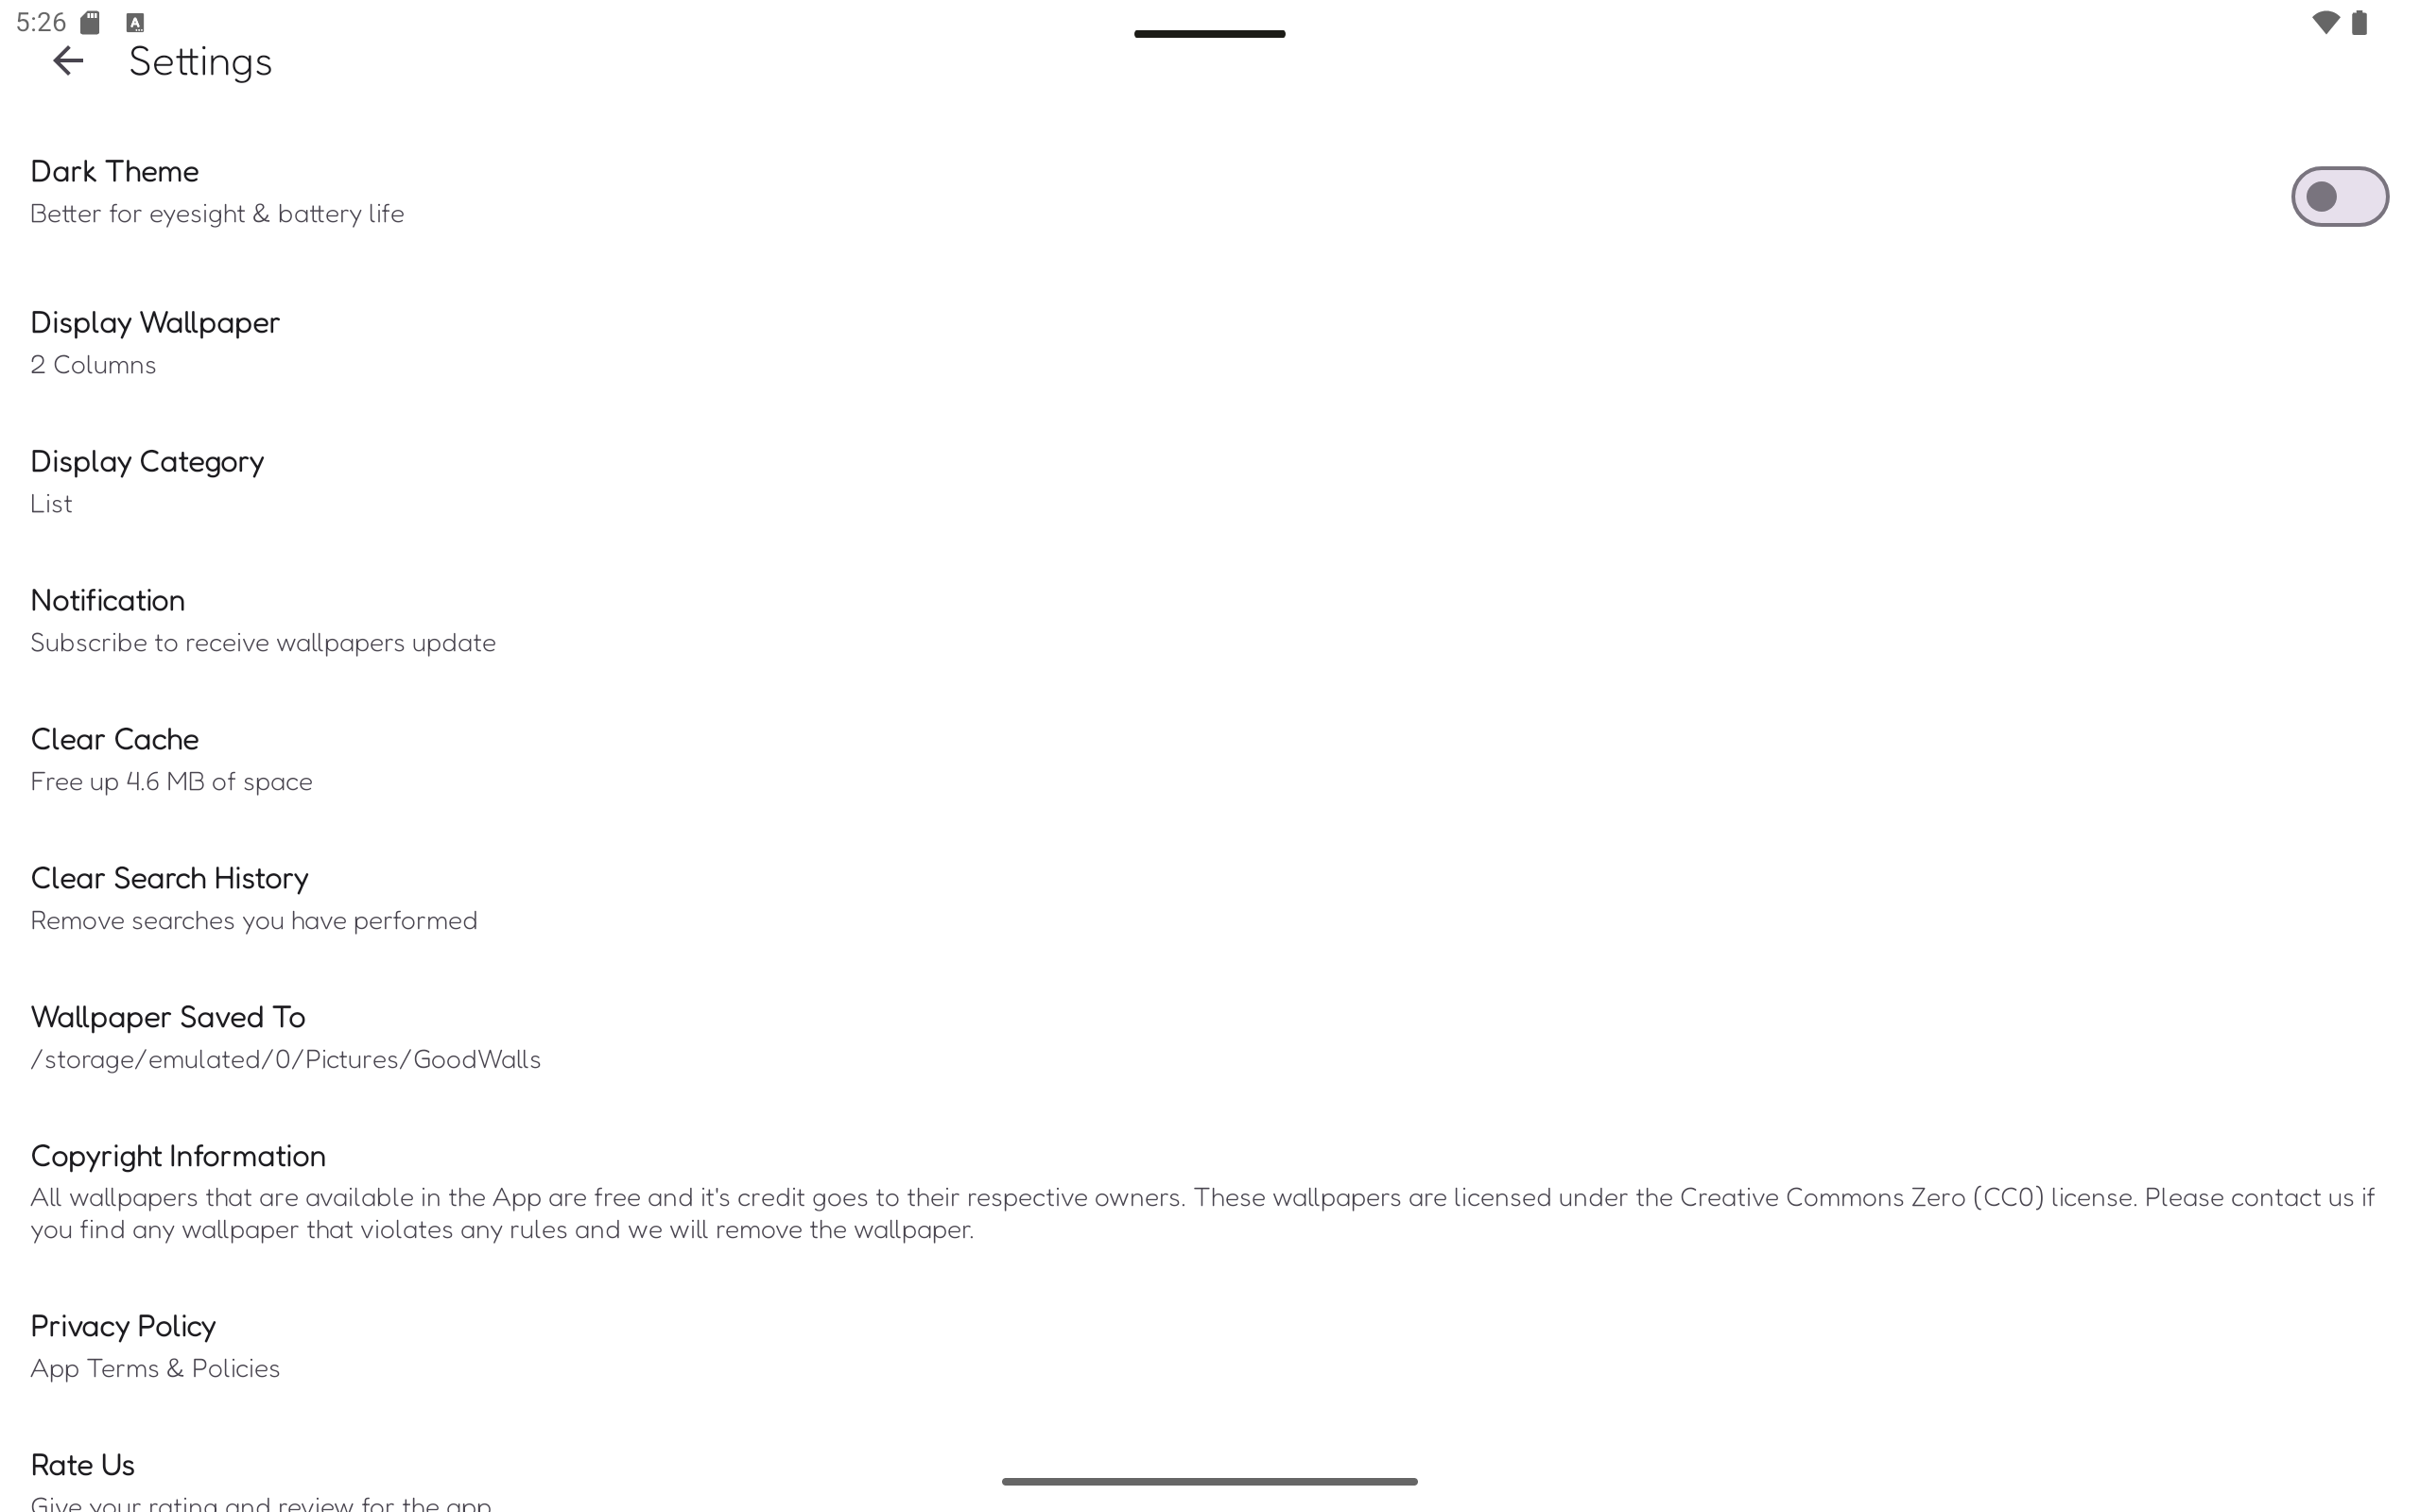 5:26
Settings
Dark Theme
Better for eyesight & battery life
Display Wallpaper
2 Columns
Display Category
List
Notification
Subscribe to receive wallpapers update
Clear Cache
Free up 4.6 MB of space
Clear Search History
Remove searches you have performed
Wallpaper Saved To
/storage/emulated/0/Pictures/GoodWalls
Copyright Information
All wallpapers that are available in the App are free and it's credit goes to their respective owners. These wallpapers are licensed under the Creative Commons Zero (CC0) license. Please contact us if
you find any wallpaper that violates any rules and we will remove the wallpaper.
Privacy Policy
App Terms & Policies
Rate Us
Give your rating and review for the app